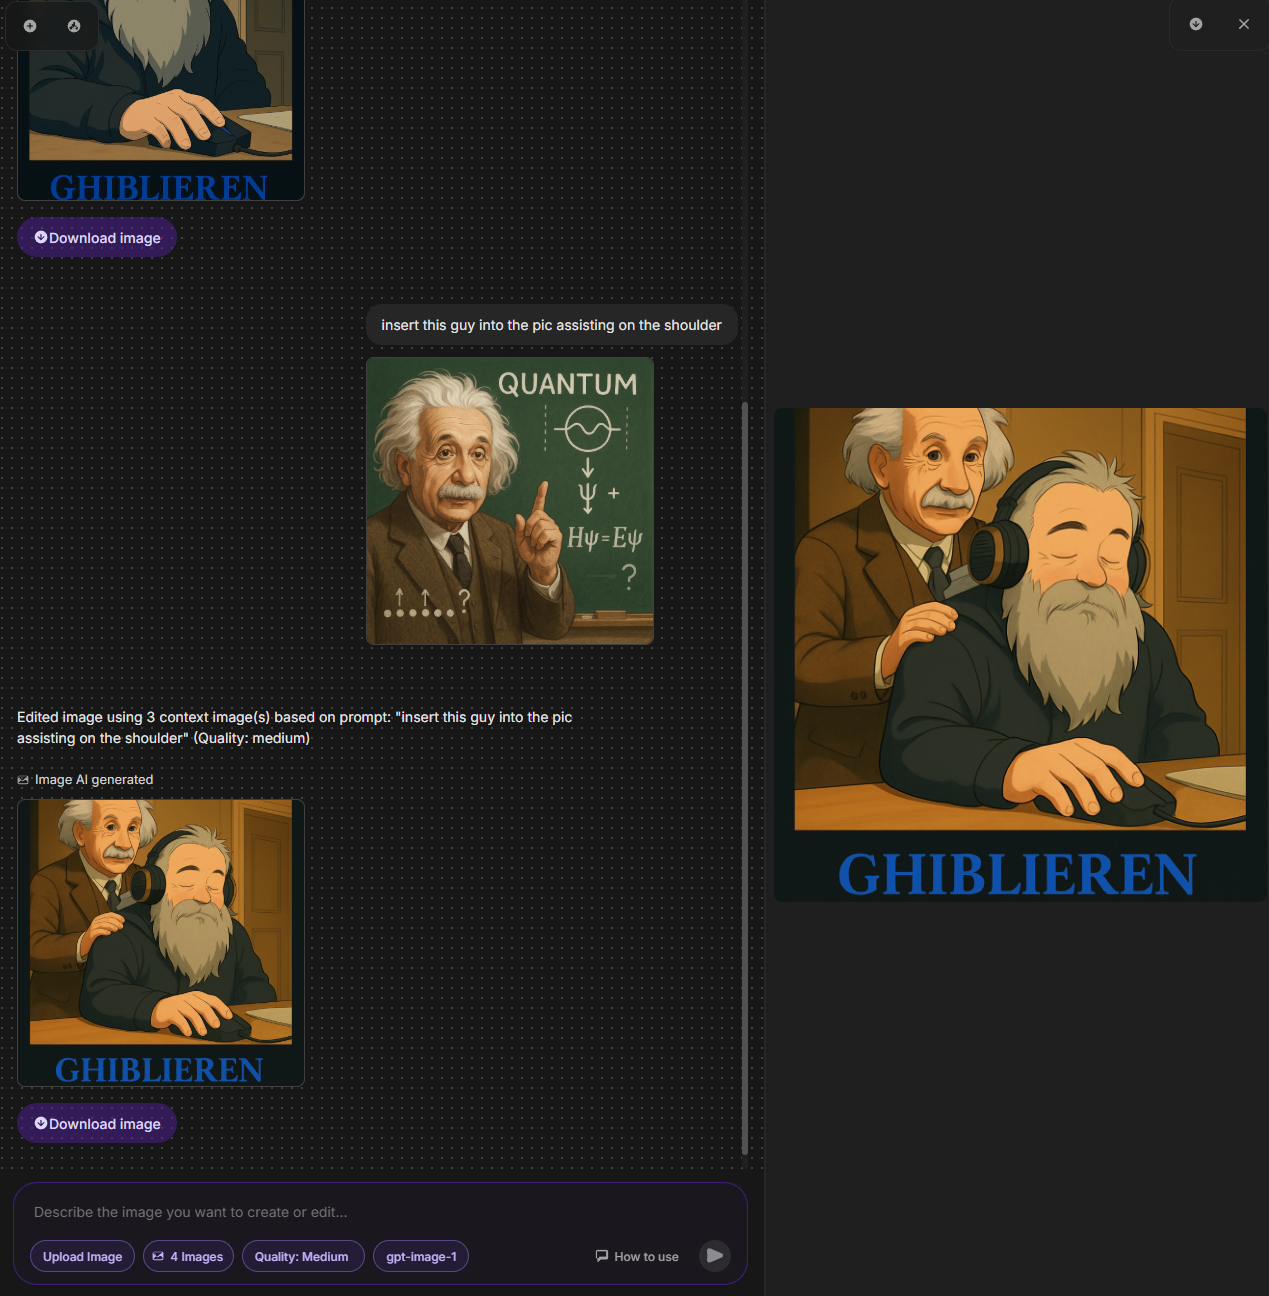 GHIBLIEREN
Download image
insert this guy into the pic assisting on the shoulder
QUANTUM
ψ +
Hψ=Eψ
?
?
Edited image using 3 context image(s) based on prompt: "insert this guy into the pic
assisting on the shoulder" (Quality: medium)
Image AI generated
GHIBLIEREN
Download image
Describe the image you want to create or edit...
Upload Image
4 Images
Quality: Medium
gpt-image-1
How to use
GHIBLIEREN